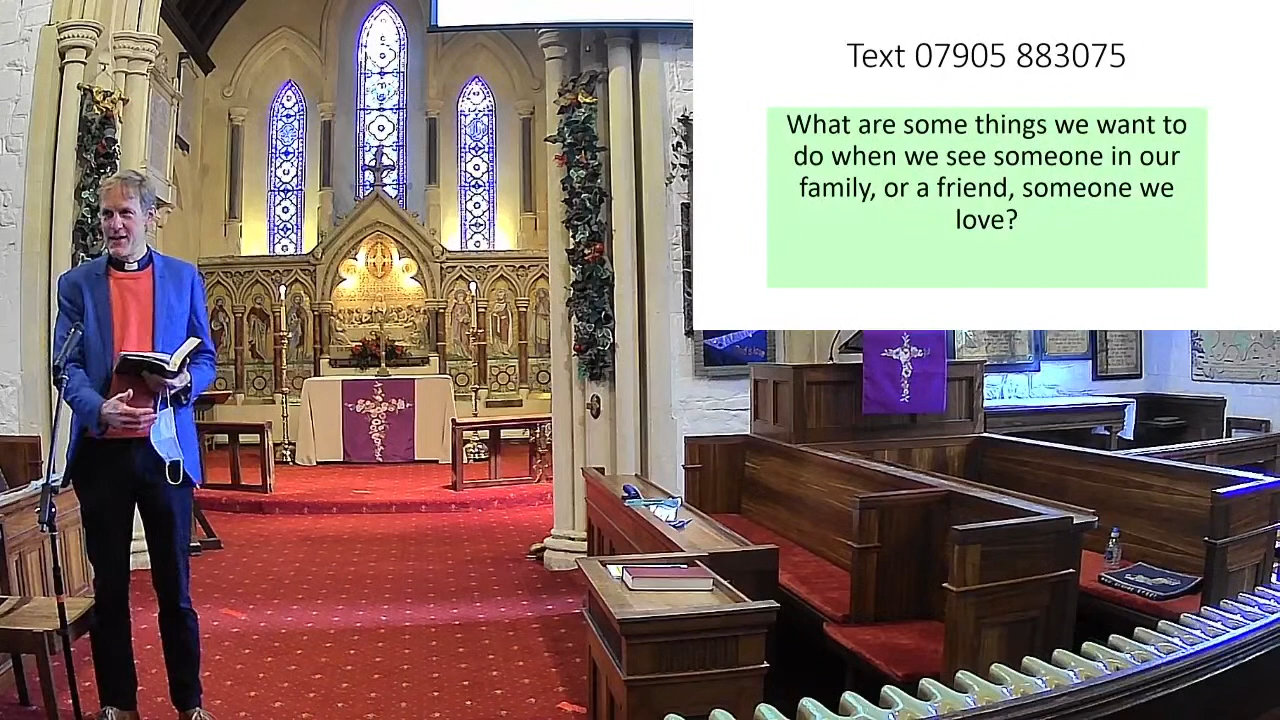 Text 07905 883075
What are some things we want to
do when we see someone in our
family, or a friend, someone we
love?